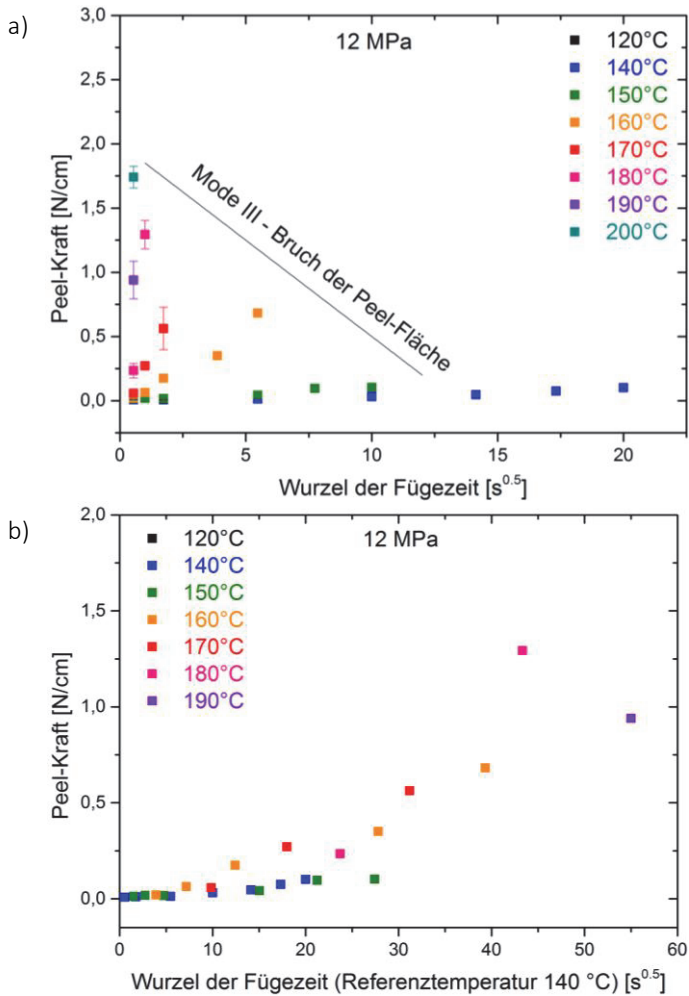 a)
3,0
12 MPa
120°C
140°C
150°C
160°C
170°C
180°C
190°C
200°C
2,5
2,0
1,5
1,0
0,5
0,0
Peel-Kraft [N/cm]
Mode III - Bruch der Peel-Fläche
0 5 10 15 20
Wurzel der Fügezeit [s^0.5]
b)
2,0
12 MPa
120°C
140°C
150°C
160°C
170°C
180°C
190°C
1,5
1,0
0,5
0,0
Peel-Kraft [N/cm]
0 10 20 30 40 50 60
Wurzel der Fügezeit (Referenztemperatur 140 °C) [s^0.5]